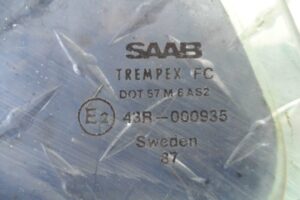 SAAB
TREMPEX FC
DOT 57 M 6 AS2
E2 43R-000935
Sweden
87